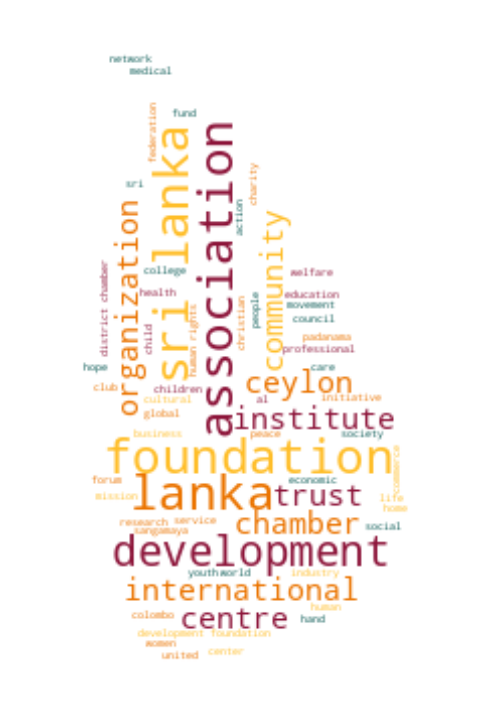 network
medical
fund
federation
sri lanka
association
charity
sri
organization
action
community
college
welfare
district chamber
health
education
people
movement
child
human rights
christian
council
padanama
professional
hope
care
club
children
ceylon
cultural
al
initiative
global
institute
business
peace
society
foundation
commerce
forum
lanka
economic
trust
mission
life
home
research
service
chamber
social
sangamaya
development
youth
world
industry
international
human
colombo
centre
hand
development foundation
women
united
center